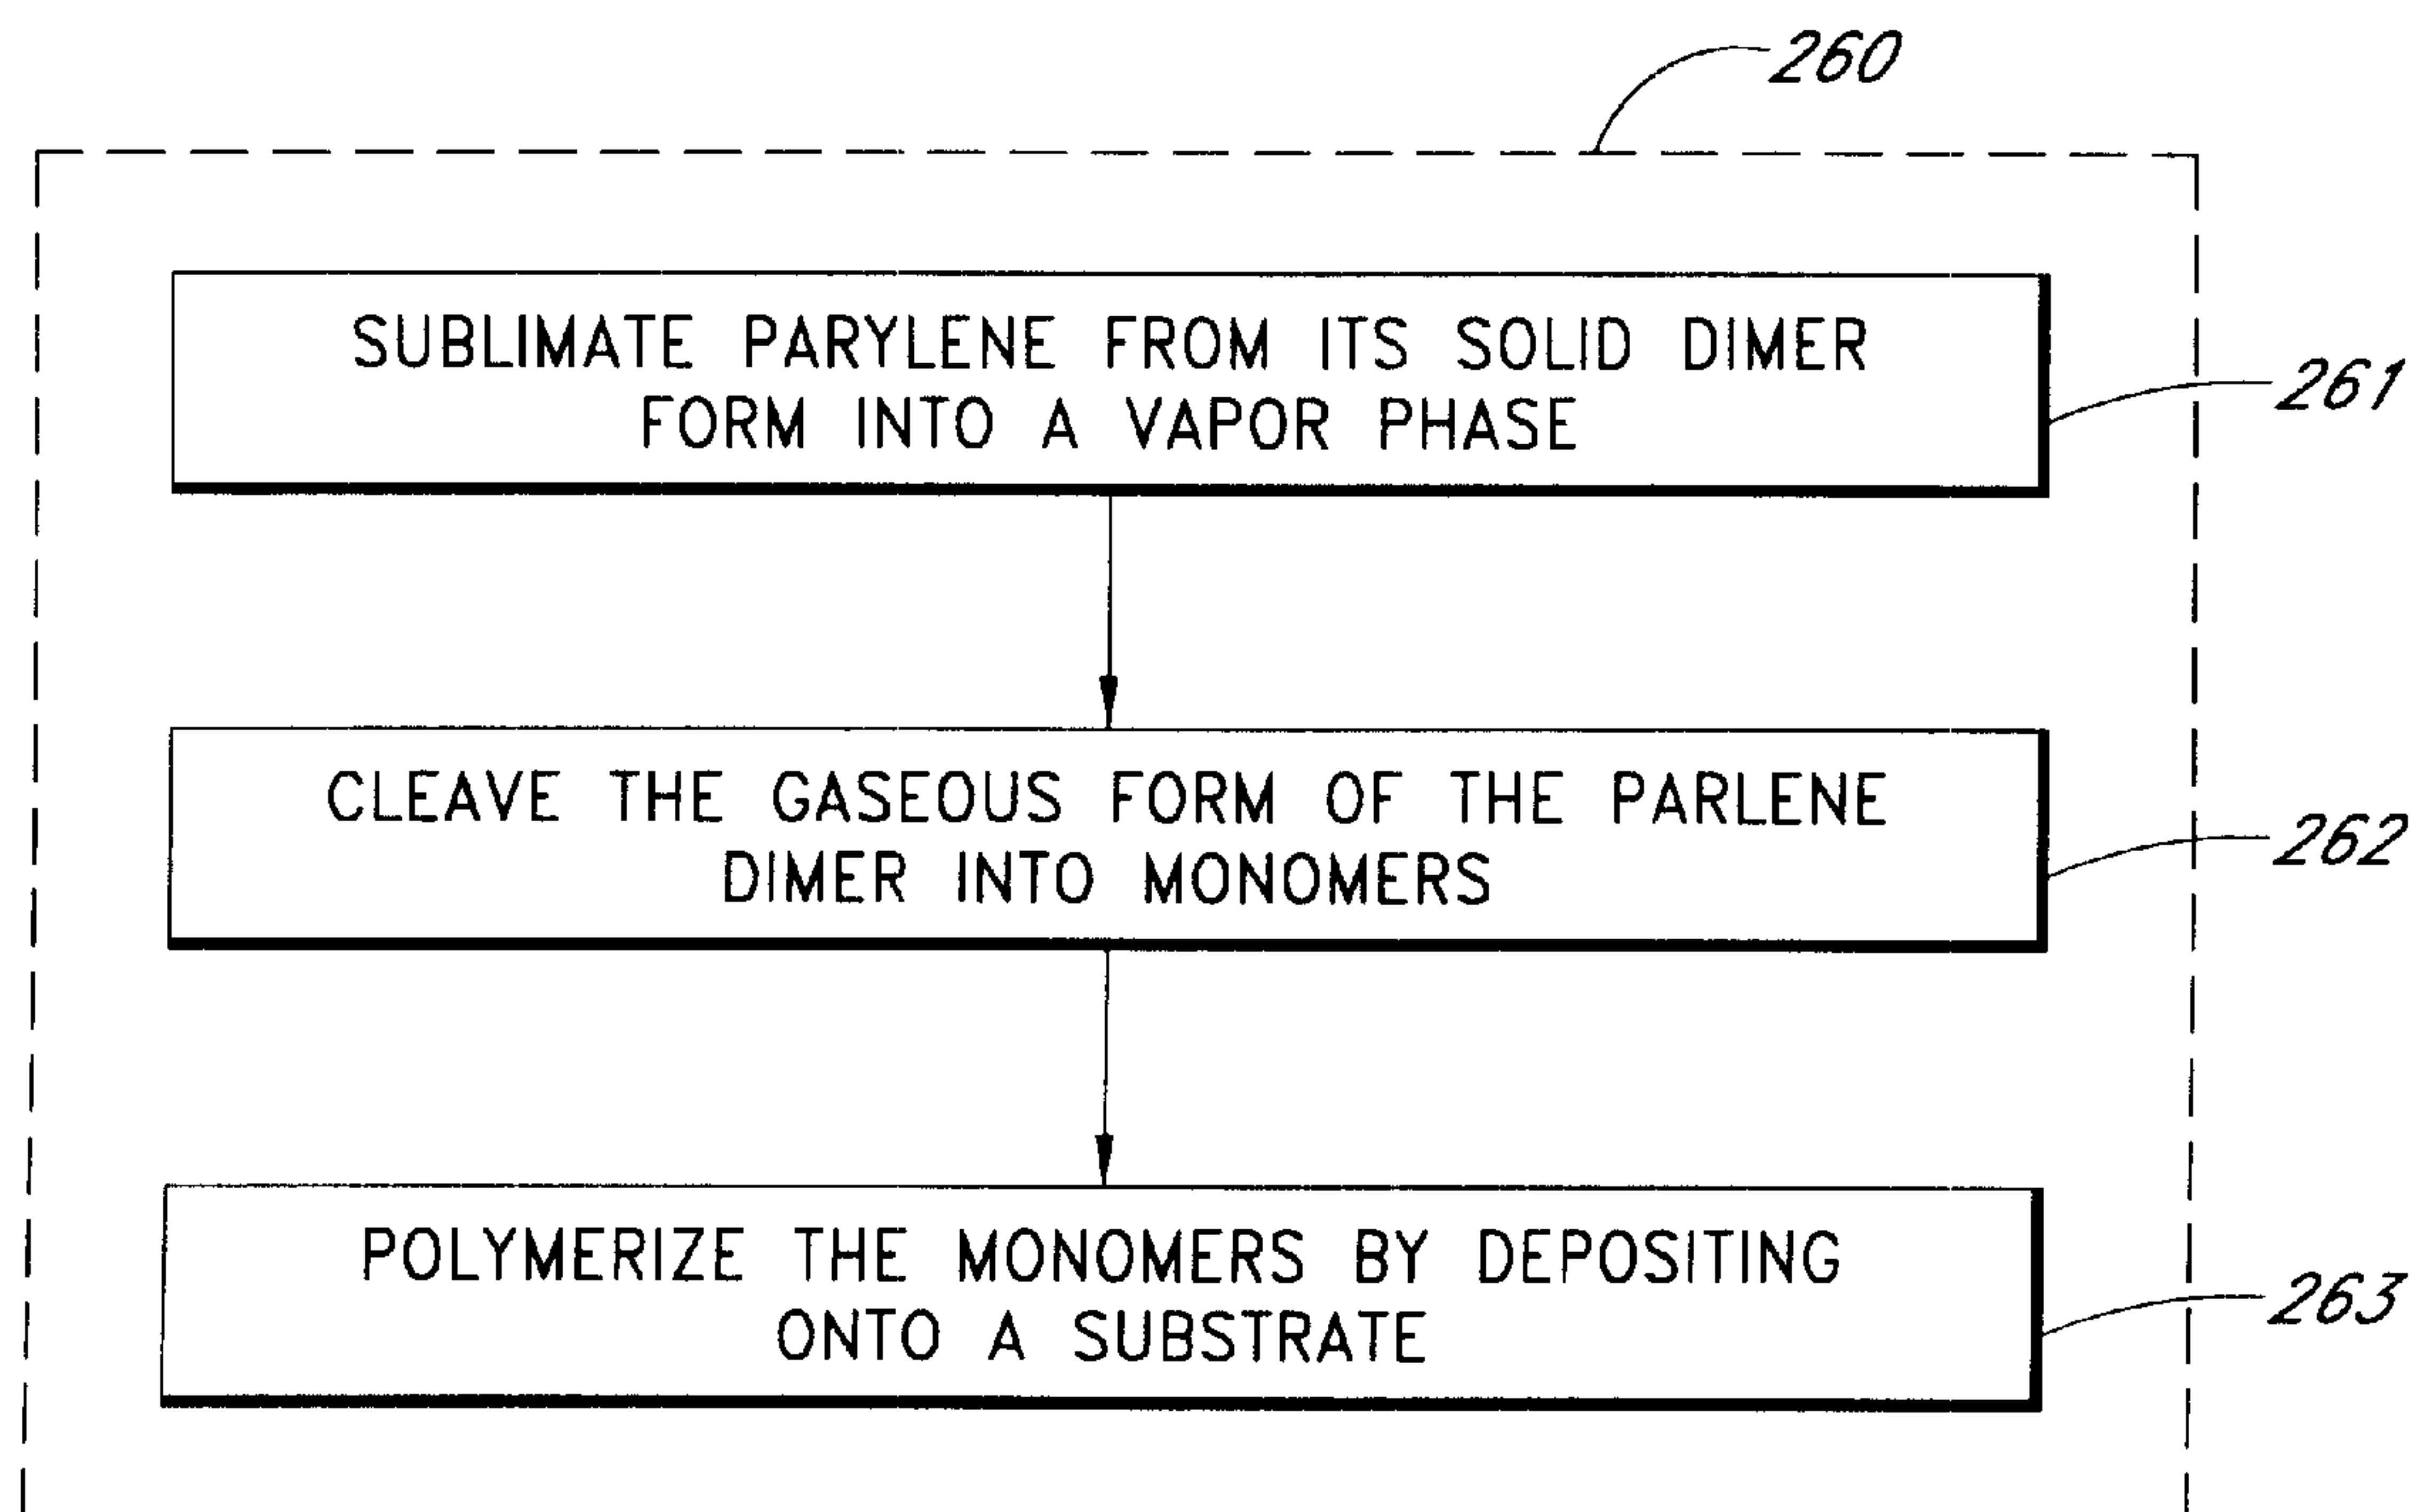 260
SUBLIMATE PARYLENE FROM ITS SOLID DIMER
FORM INTO A VAPOR PHASE
261
CLEAVE THE GASEOUS FORM OF THE PARLENE
DIMER INTO MONOMERS
262
POLYMERIZE THE MONOMERS BY DEPOSITING
ONTO A SUBSTRATE
263